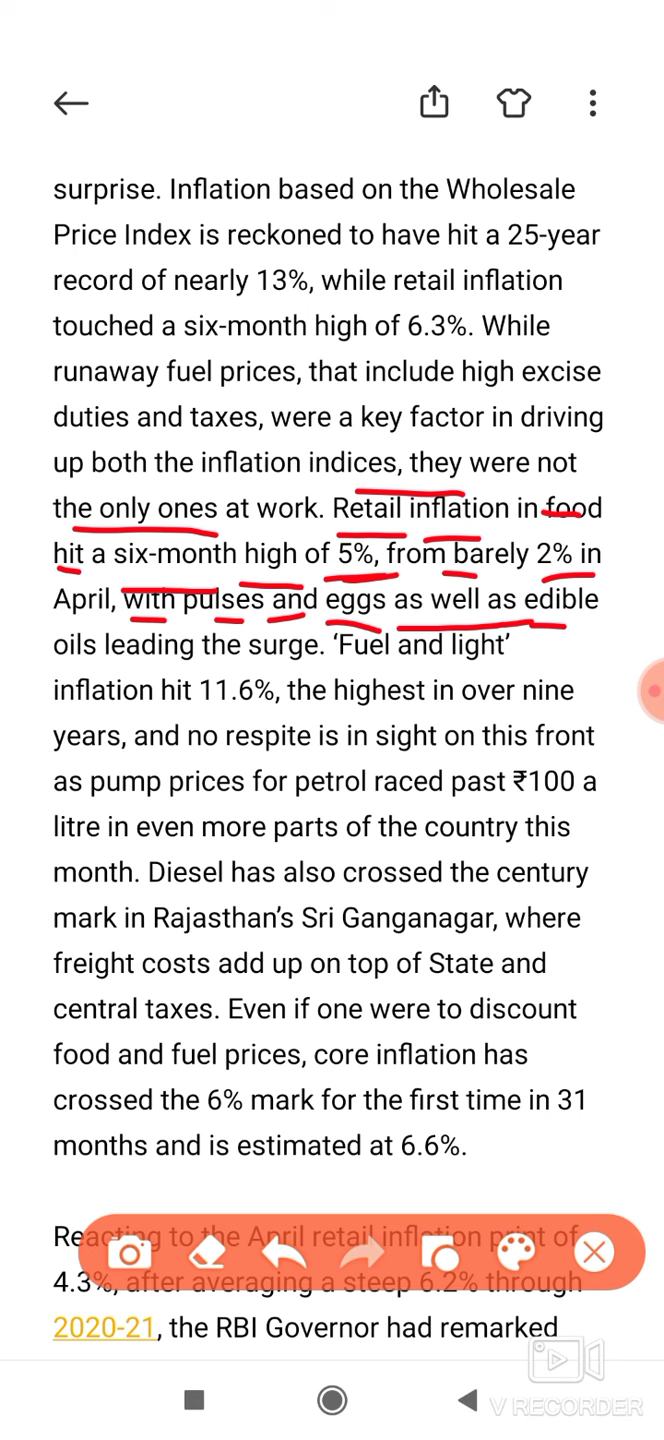 surprise. Inflation based on the Wholesale
Price Index is reckoned to have hit a 25-year
record of nearly 13%, while retail inflation
touched a six-month high of 6.3%. While
runaway fuel prices, that include high excise
duties and taxes, were a key factor in driving
up both the inflation indices, they were not
the only ones at work. Retail inflation in food
hit a six-month high of 5%, from barely 2% in
April, with pulses and eggs as well as edible
oils leading the surge. ‘Fuel and light’
inflation hit 11.6%, the highest in over nine
years, and no respite is in sight on this front
as pump prices for petrol raced past ₹100 a
litre in even more parts of the country this
month. Diesel has also crossed the century
mark in Rajasthan’s Sri Ganganagar, where
freight costs add up on top of State and
central taxes. Even if one were to discount
food and fuel prices, core inflation has
crossed the 6% mark for the first time in 31
months and is estimated at 6.6%.
Reacting to the April retail inflation print of
4.3%, after averaging a steep 6.2% through
2020-21, the RBI Governor had remarked
V RECORDER